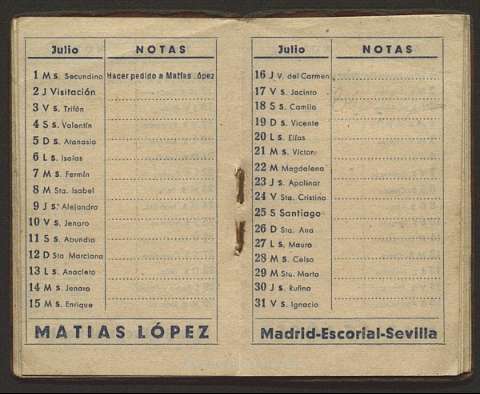 Julio NOTAS
1 M s. Secundino Hacer pedido a Matías López
2 J Visitación
3 V s. Trifón
4 S s. Valentín
5 D s. Atanasio
6 L s. Isaías
7 M s. Fermín
8 M Sta. Isabel
9 J s. Alejandro
10 V s. Jenaro
11 S s. Abundio
12 D Sta. Marciana
13 L s. Anacleto
14 M s. Jenaro
15 M s. Enrique
MATIAS LÓPEZ
Julio NOTAS
16 J V. del Carmen
17 V s. Jacinto
18 S s. Camilo
19 D s. Vicente
20 L s. Elías
21 M s. Víctor
22 M Magdalena
23 J s. Apolinar
24 V Sta. Cristina
25 S Santiago
26 D Sta. Ana
27 L s. Mauro
28 M s. Celso
29 M Sta. Marta
30 J s. Rufino
31 V s. Ignacio
Madrid-Escorial-Sevilla